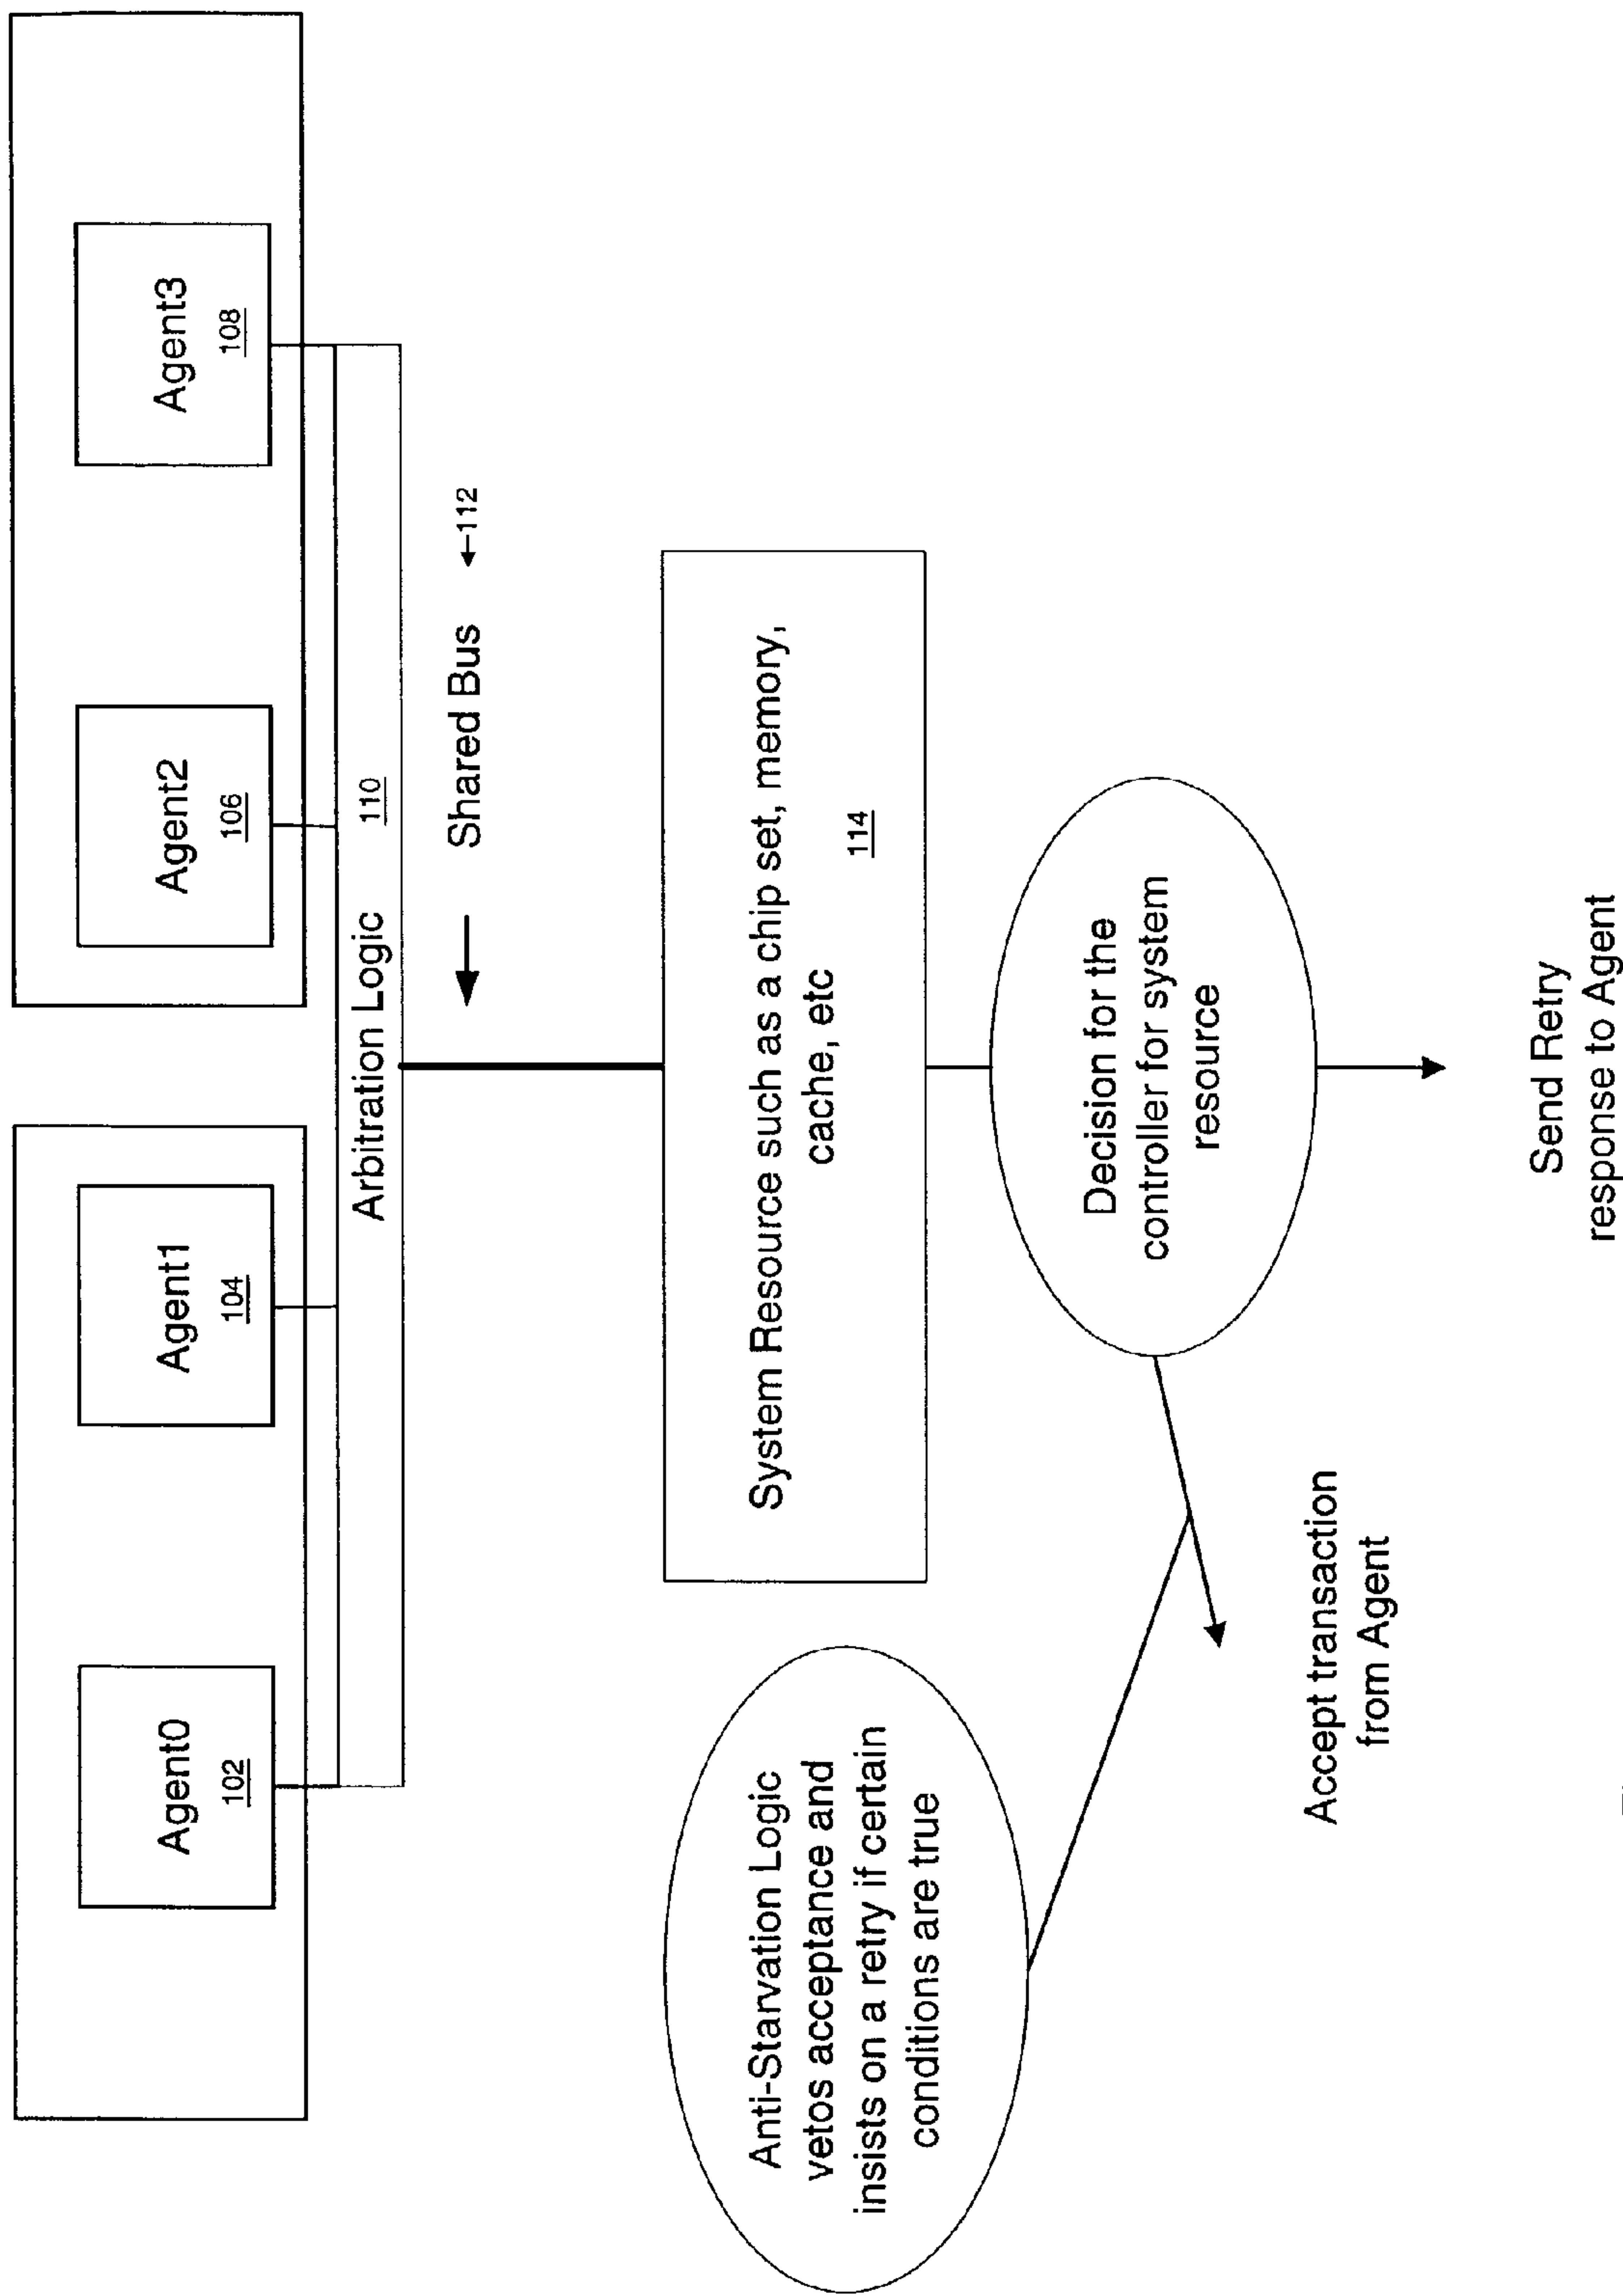 Agent0
102
Agent1
104
Agent2
106
Agent3
108
Arbitration Logic
110
Shared Bus
112
System Resource such as a chip set, memory,
cache, etc
114
Anti-Starvation Logic
vetos acceptance and
insists on a retry if certain
conditions are true
Decision for the
controller for system
resource
Accept transaction
from Agent
Send Retry
response to Agent